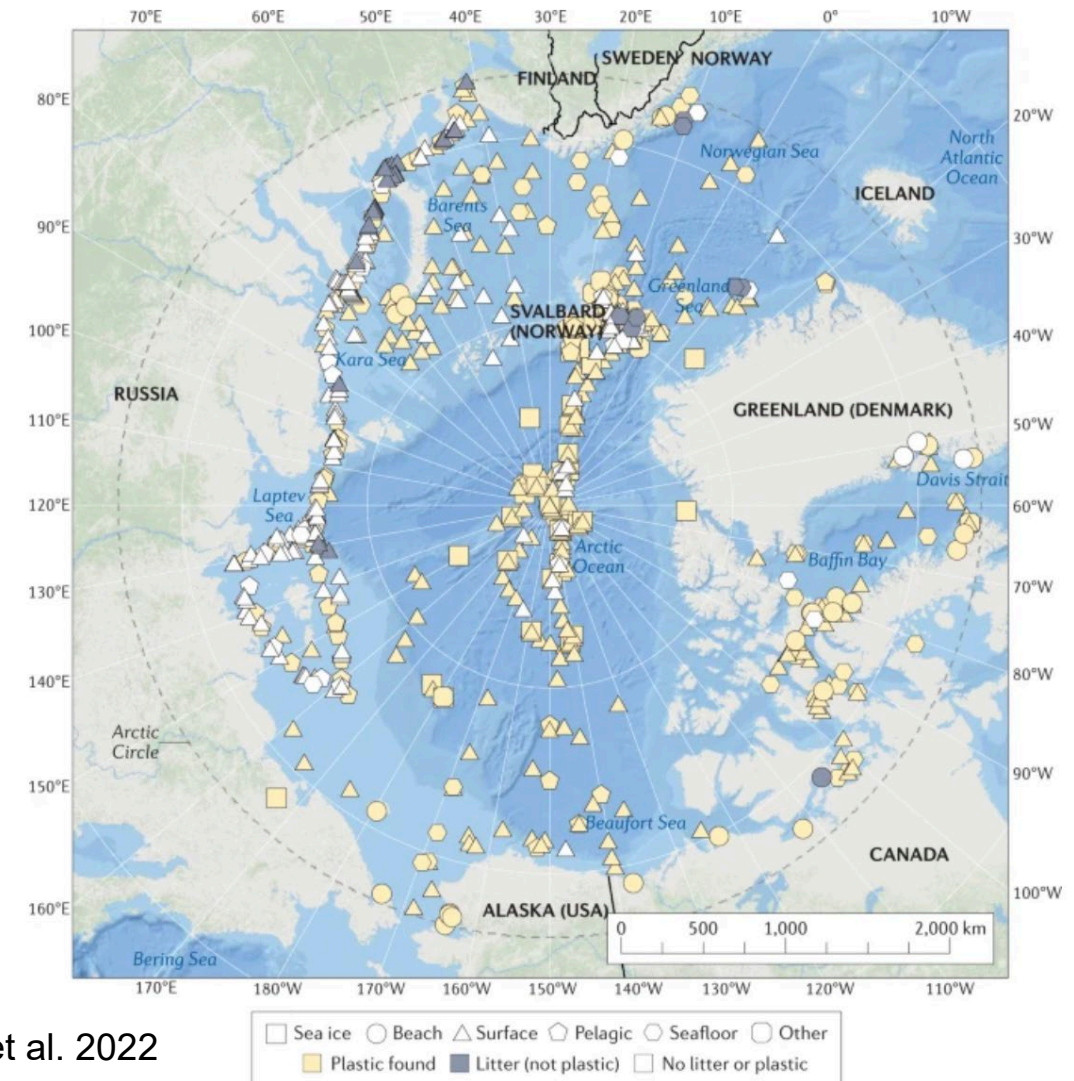 70°E 60°E 50°E 40°E 30°E 20°E 10°E 0° 10°W
SWEDEN NORWAY
FINLAND
80°E
20°W
Norwegian Sea
North
Atlantic
Ocean
ICELAND
Barents
Sea
90°E
30°W
Greenland
Sea
SVALBARD
(NORWAY)
100°E
40°W
Kara Sea
RUSSIA
GREENLAND (DENMARK)
110°E
50°W
Davis Strait
Laptev
Sea
120°E
60°W
Arctic
Ocean
Baffin Bay
130°E
70°W
140°E
80°W
Arctic
Circle
150°E
90°W
Beaufort Sea
CANADA
100°W
160°E
ALASKA (USA)
0 500 1,000 2,000 km
Bering Sea
170°E 180°W 170°W 160°W 150°W 140°W 130°W 120°W 110°W
Sea ice Beach Surface Pelagic Seafloor Other
Plastic found Litter (not plastic) No litter or plastic
et al. 2022